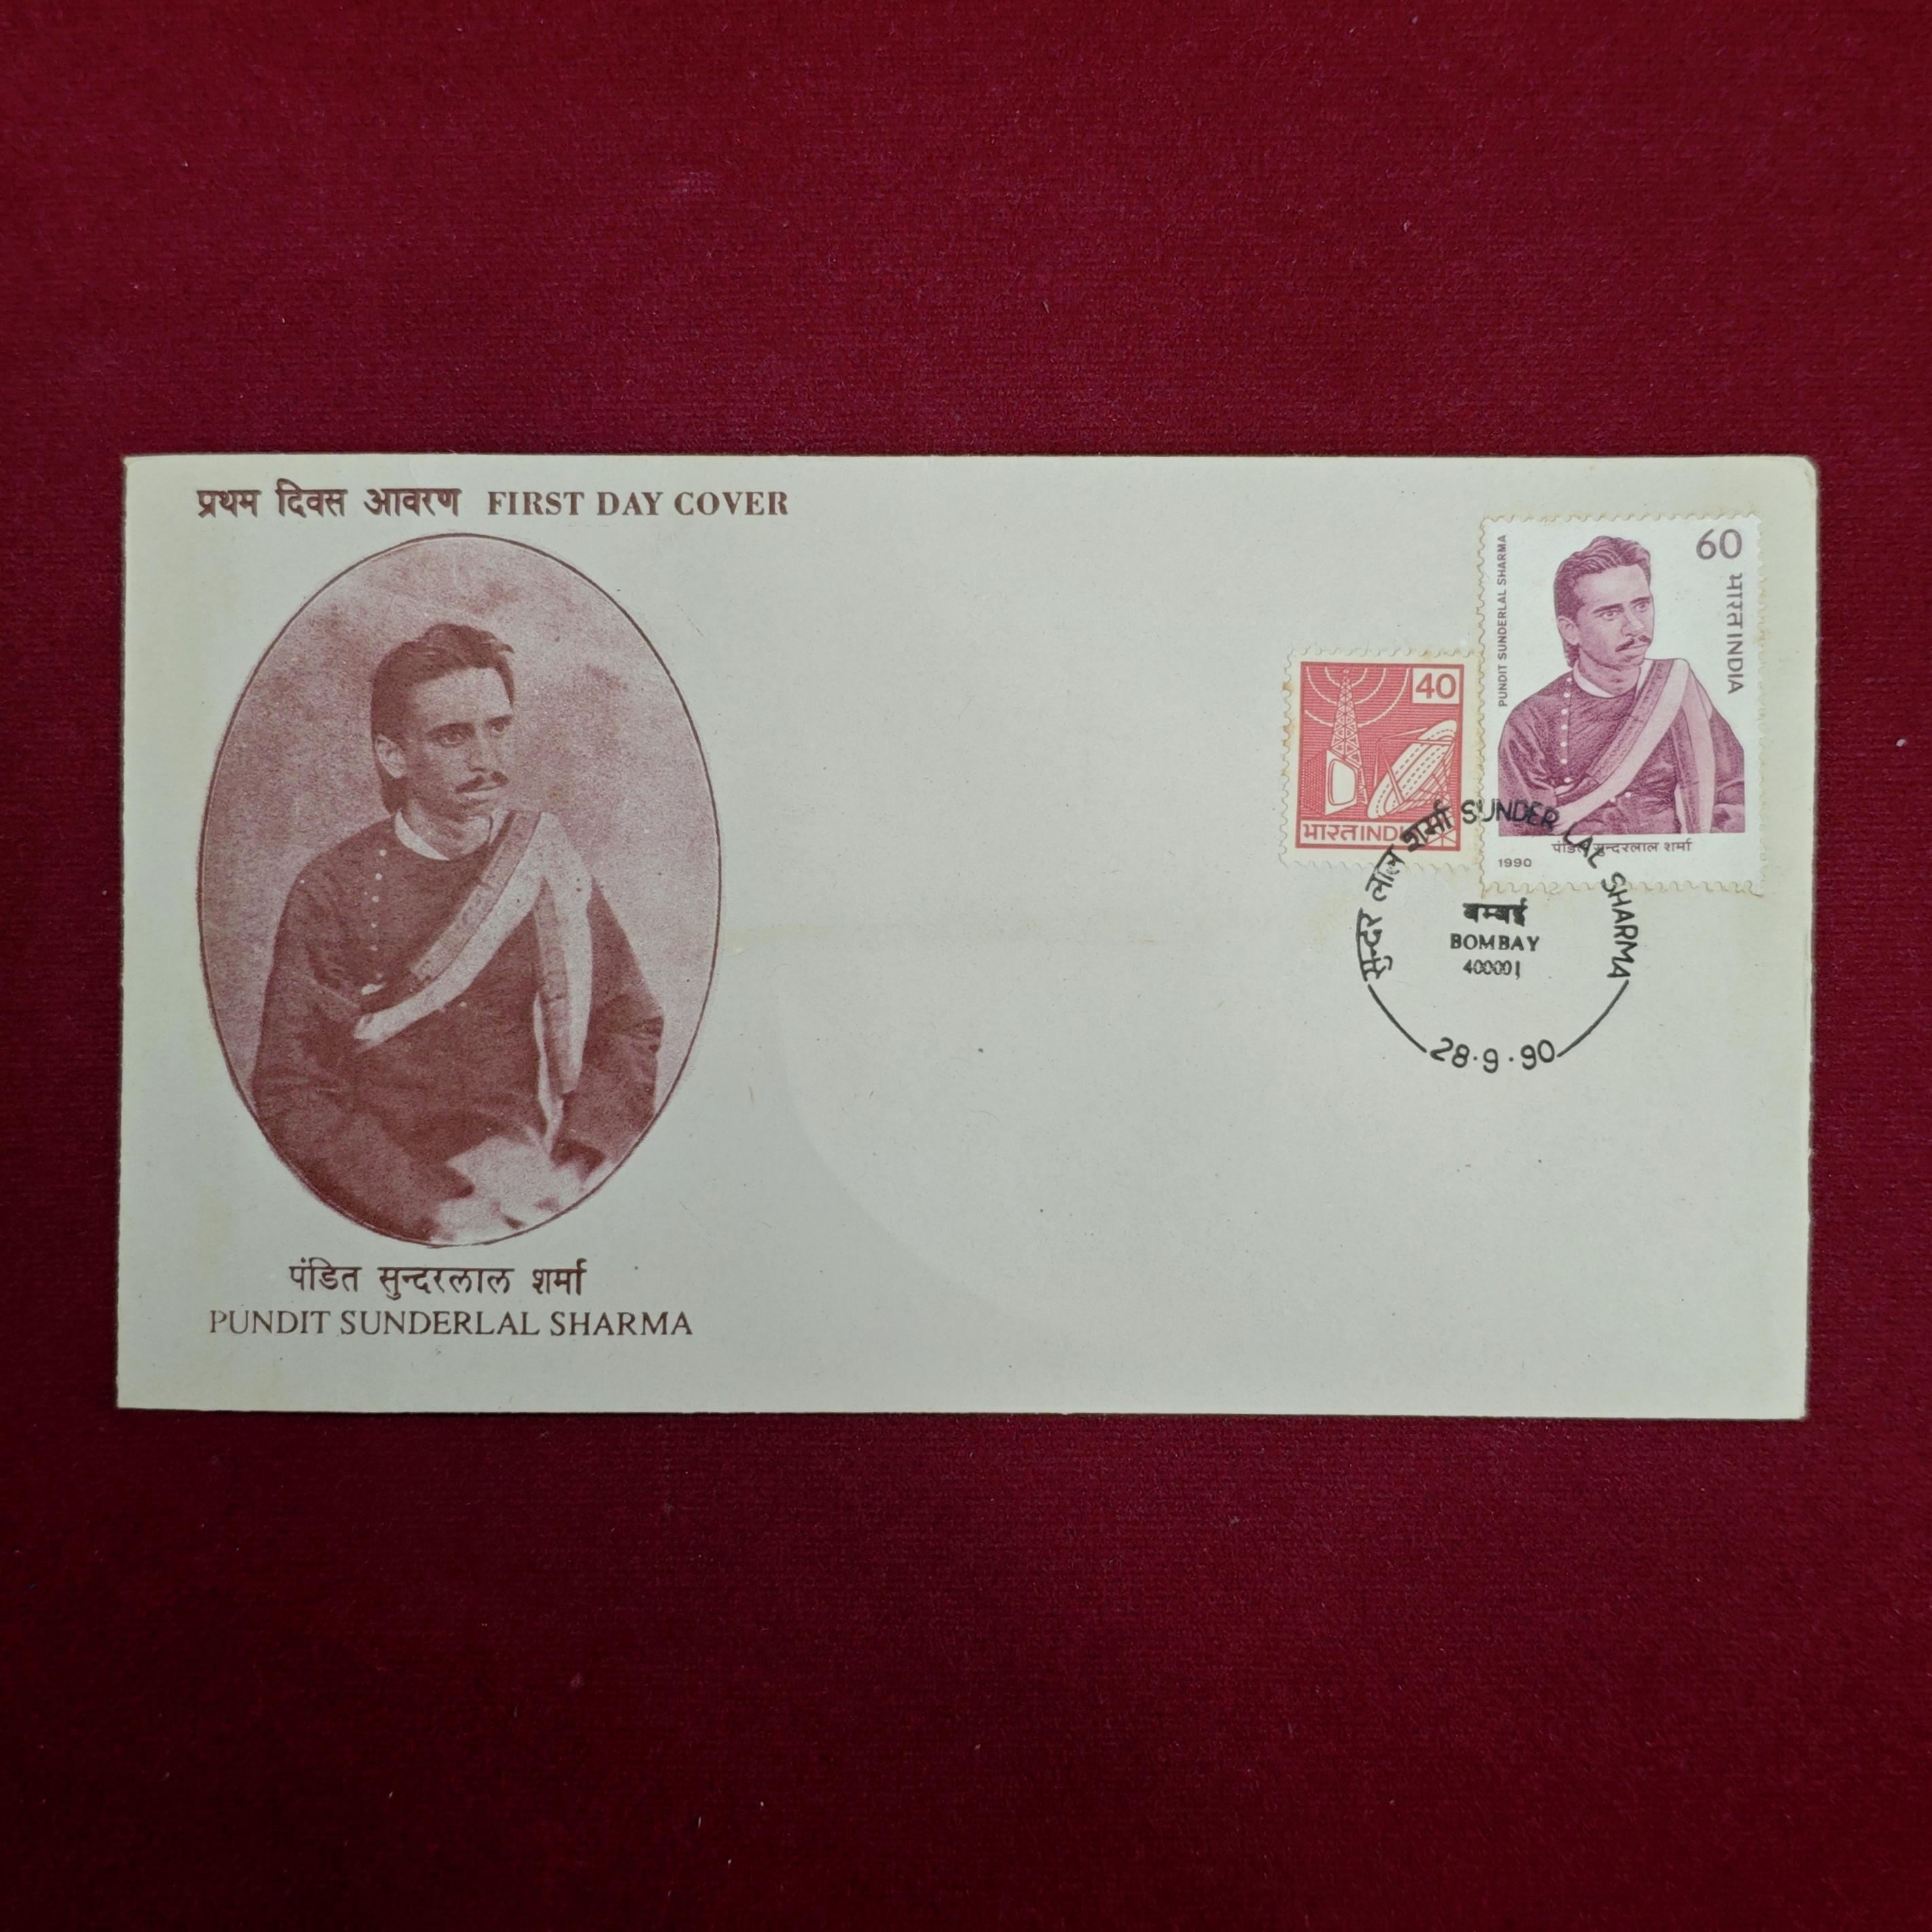 प्रथम दिवस आवरण FIRST DAY COVER
पंडित सुन्दरलाल शर्मा
PUNDIT SUNDERLAL SHARMA
40
भारत INDIA
60
भारत INDIA
PUNDIT SUNDERLAL SHARMA
पंडित सुन्दरलाल शर्मा
1990
सुन्दर लाल शर्मा SUNDER LAL SHARMA
बम्बई
BOMBAY
400001
28.9.90